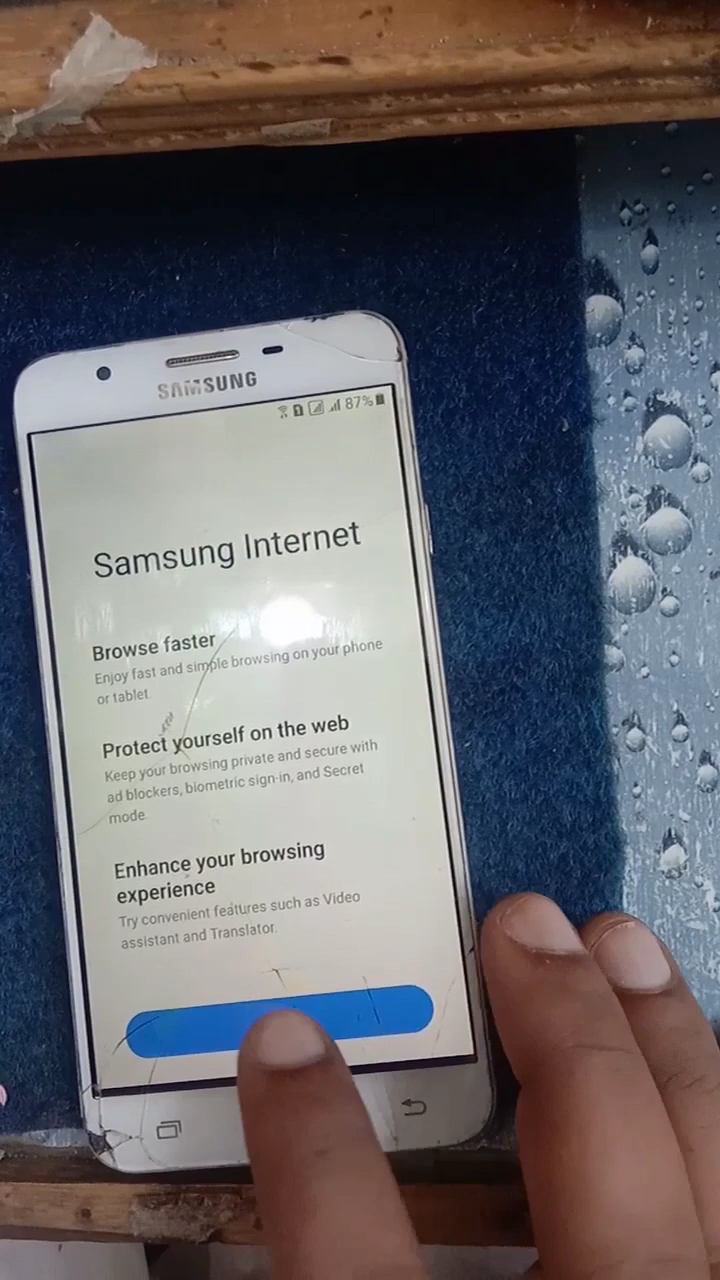 SAMSUNG
87%
Samsung Internet
Browse faster
Enjoy fast and simple browsing on your phone
or tablet.
Protect yourself on the web
Keep your browsing private and secure with
ad blockers, biometric sign-in, and Secret
mode.
Enhance your browsing
experience
Try convenient features such as Video
assistant and Translator.